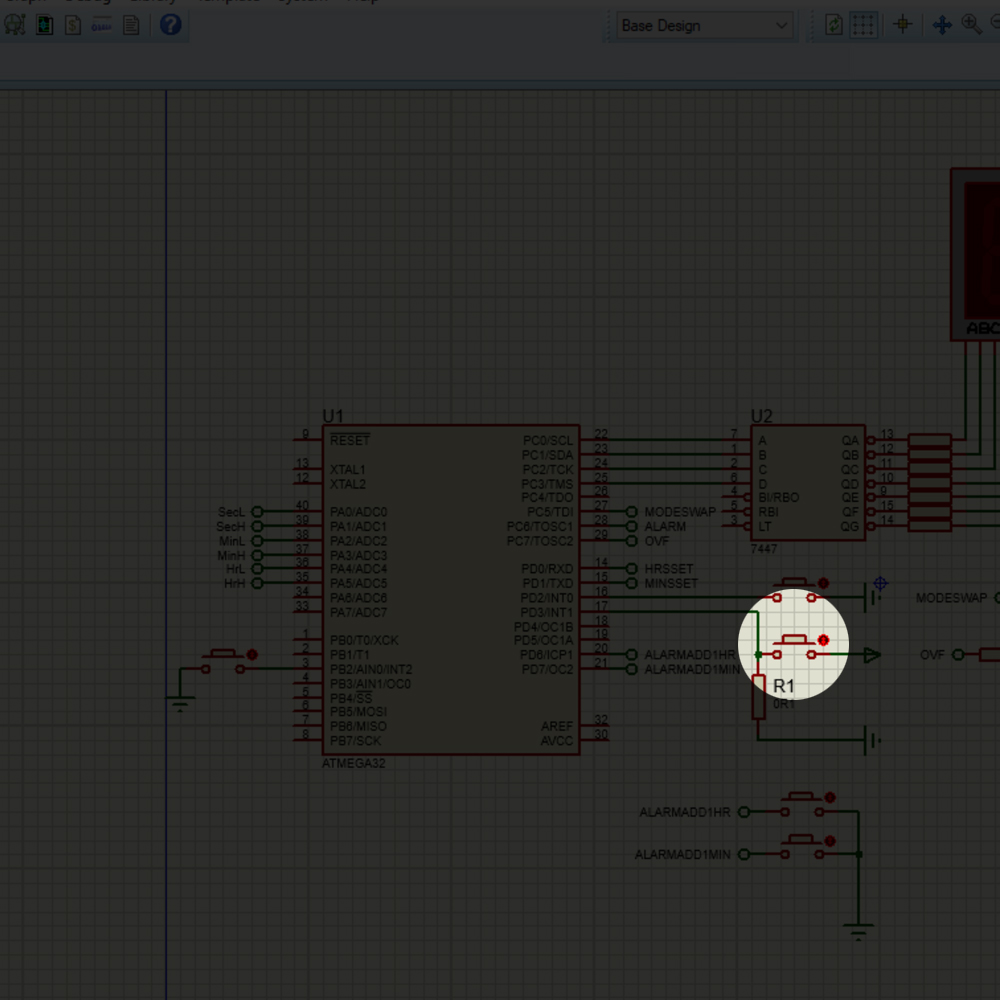 Base Design
ABC
U1
9
RESET
13
XTAL1
12
XTAL2
SecL
40
PA0/ADC0
SecH
39
PA1/ADC1
MinL
38
PA2/ADC2
MinH
37
PA3/ADC3
HrL
36
PA4/ADC4
HrH
35
PA5/ADC5
34
PA6/ADC6
33
PA7/ADC7
1
PB0/T0/XCK
2
PB1/T1
3
PB2/AIN0/INT2
4
PB3/AIN1/OC0
5
PB4/SS
6
PB5/MOSI
7
PB6/MISO
8
PB7/SCK
ATMEGA32
PC0/SCL
22
PC1/SDA
23
PC2/TCK
24
PC3/TMS
25
PC4/TDO
26
PC5/TDI
27
MODESWAP
PC6/TOSC1
28
ALARM
PC7/TOSC2
29
OVF
PD0/RXD
14
HRSSET
PD1/TXD
15
MINSSET
PD2/INT0
16
PD3/INT1
17
PD4/OC1B
18
PD5/OC1A
19
PD6/ICP1
20
ALARMADD1HR
PD7/OC2
21
ALARMADD1MIN
AREF
32
AVCC
30
U2
7
A
QA
13
1
B
QB
12
2
C
QC
11
6
D
QD
10
4
BI/RBO
QE
9
5
RBI
QF
15
3
LT
QG
14
7447
MODESWAP
OVF
R1
0R1
ALARMADD1HR
ALARMADD1MIN